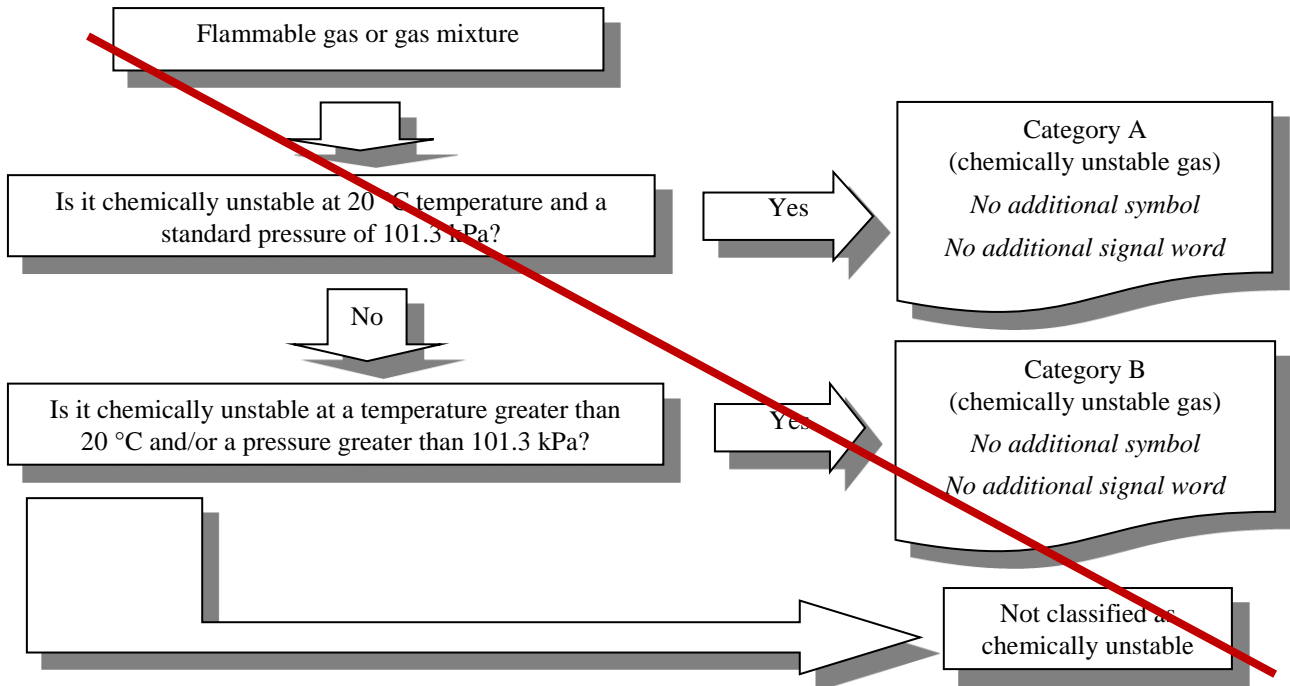 Flammable gas or gas mixture
Is it chemically unstable at 20 °C temperature and a
standard pressure of 101.3 kPa?
Yes
Category A
(chemically unstable gas)
No additional symbol
No additional signal word
No
Is it chemically unstable at a temperature greater than
20 °C and/or a pressure greater than 101.3 kPa?
Yes
Category B
(chemically unstable gas)
No additional symbol
No additional signal word
Not classified as
chemically unstable